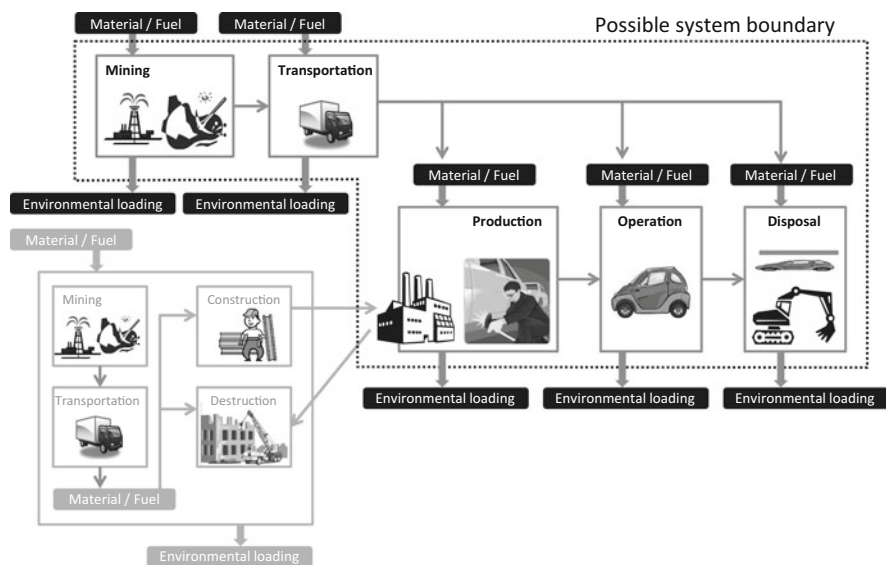 Material / Fuel
Material / Fuel
Possible system boundary
Mining
Transportation
Material / Fuel
Material / Fuel
Material / Fuel
Environmental loading
Environmental loading
Production
Operation
Disposal
Material / Fuel
Mining
Construction
Transportation
Destruction
Environmental loading
Environmental loading
Environmental loading
Material / Fuel
Environmental loading